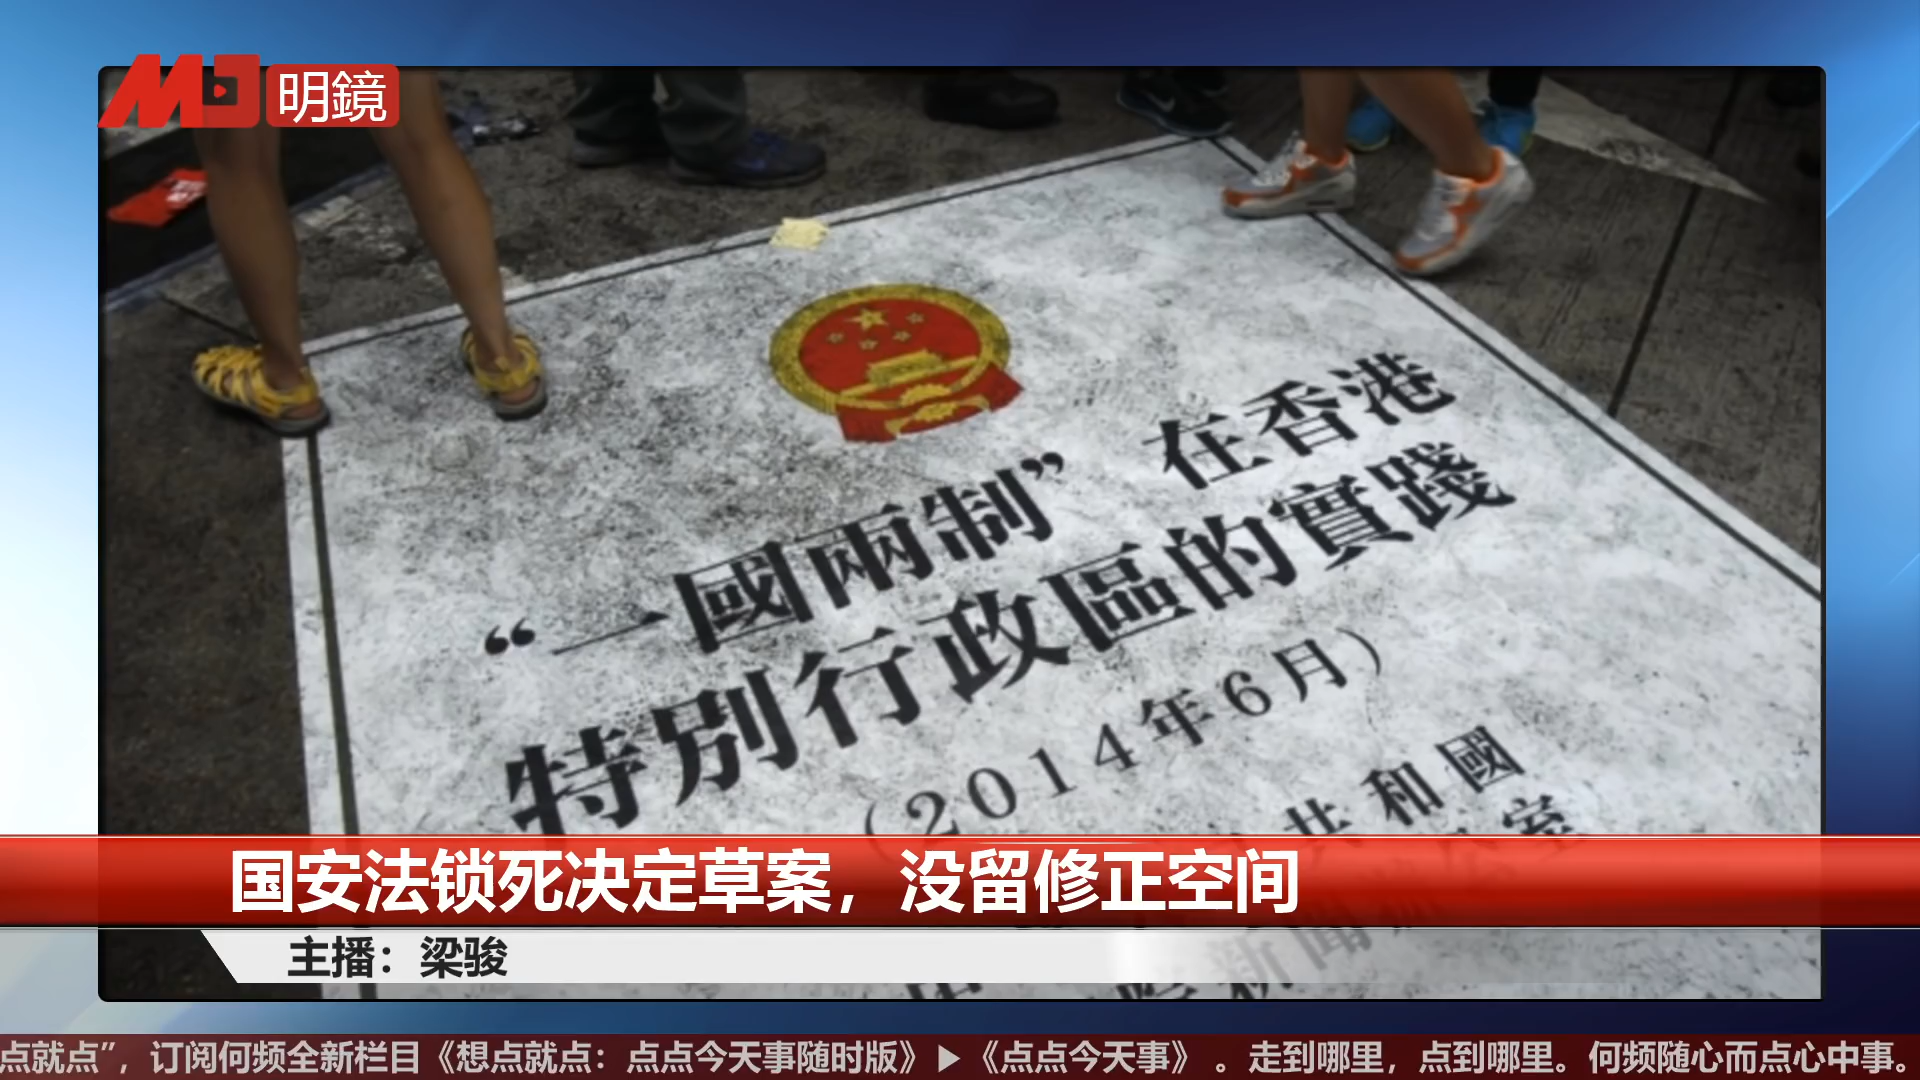 明鏡
“一國兩制”在香港
特別行政區的實踐
（2014年6月）
共和國
室
新聞
国安法锁死决定草案，没留修正空间
主播：梁骏
点就点”，订阅何频全新栏目《想点就点：点点今天事随时版》▶《点点今天事》。走到哪里，点到哪里。何频随心而点心中事。